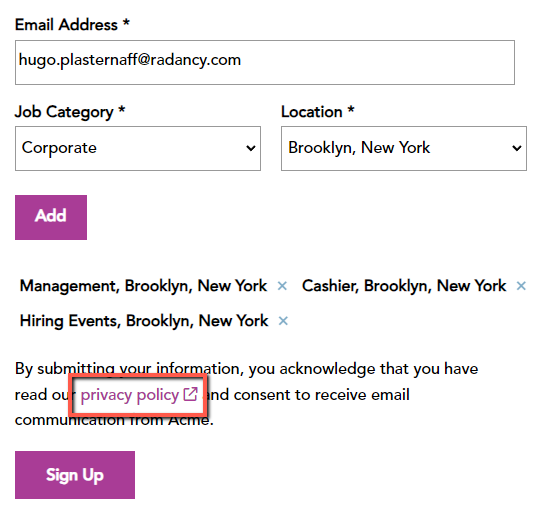 Email Address *
hugo.plasternaff@radancy.com
Job Category * Location *
Corporate Brooklyn, New York
Add
Management, Brooklyn, New York × Cashier, Brooklyn, New York ×
Hiring Events, Brooklyn, New York ×
By submitting your information, you acknowledge that you have
read our privacy policy and consent to receive email
communication from Acme.
Sign Up